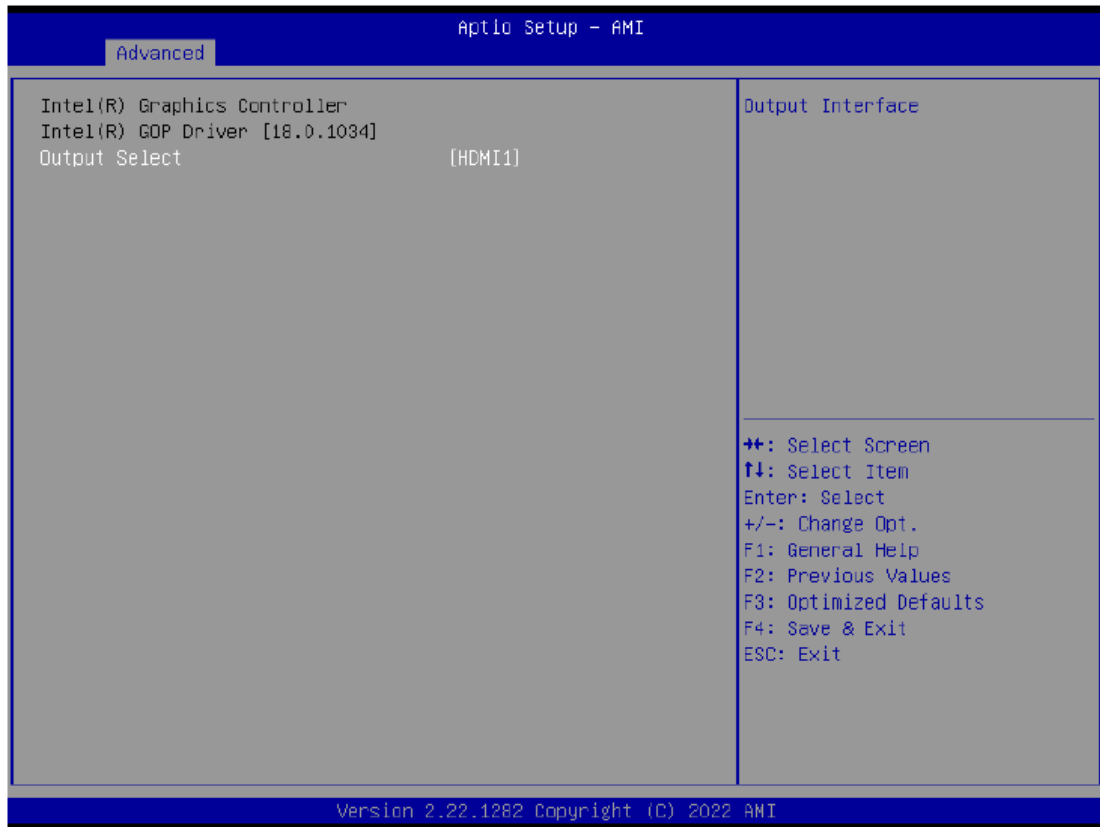 Aptio Setup – AMI
Advanced
Intel(R) Graphics Controller
Intel(R) GOP Driver [18.0.1034]
Output Select [HDMI1]
Output Interface
→←: Select Screen
↑↓: Select Item
Enter: Select
+/-: Change Opt.
F1: General Help
F2: Previous Values
F3: Optimized Defaults
F4: Save & Exit
ESC: Exit
Version 2.22.1282 Copyright (C) 2022 AMI